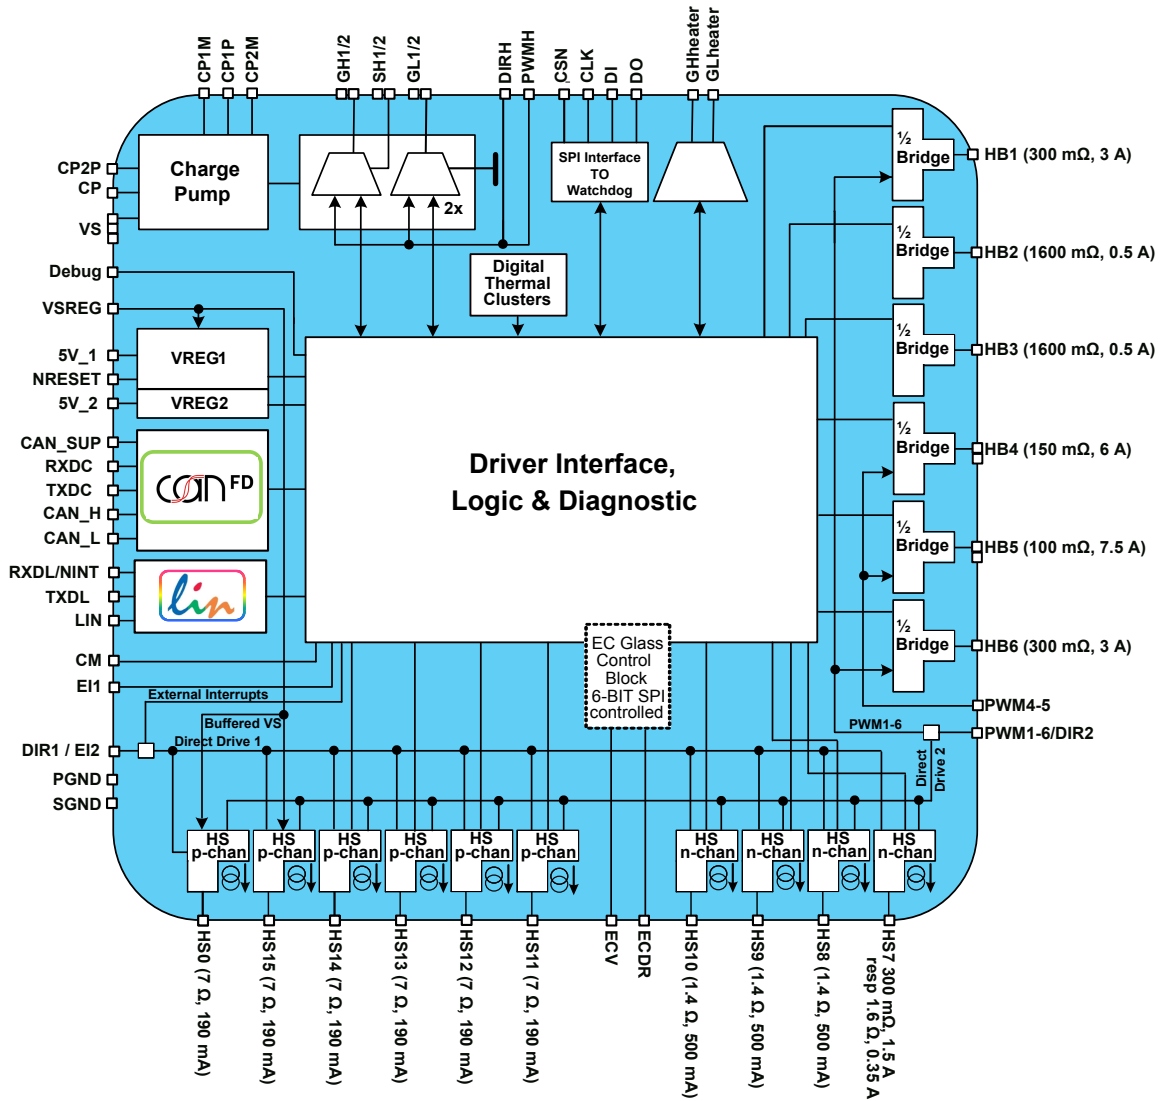 CP1M
CP1P
CP2M
GH1/2
SH1/2
GL1/2
DIRH
PWMH
CSN
CLK
DI
DO
GHheater
GLheater
CP2P
CP
VS
Debug
VSREG
5V_1
NRESET
5V_2
CAN_SUP
RXDC
TXDC
CAN_H
CAN_L
RXDL/NINT
TXDL
LIN
CM
EI1
DIR1 / EI2
PGND
SGND
Charge
Pump
2x
SPI Interface
TO
Watchdog
Digital
Thermal
Clusters
VREG1
VREG2
CAN FD
lin
Driver Interface,
Logic & Diagnostic
EC Glass
Control
Block
6-BIT SPI
controlled
External Interrupts
Buffered VS
Direct Drive 1
PWM1-6
Direct
Drive 2
½
Bridge
½
Bridge
½
Bridge
½
Bridge
½
Bridge
½
Bridge
HB1 (300 mΩ, 3 A)
HB2 (1600 mΩ, 0.5 A)
HB3 (1600 mΩ, 0.5 A)
HB4 (150 mΩ, 6 A)
HB5 (100 mΩ, 7.5 A)
HB6 (300 mΩ, 3 A)
PWM4-5
PWM1-6/DIR2
HS
p-chan
HS
p-chan
HS
p-chan
HS
p-chan
HS
p-chan
HS
p-chan
HS
n-chan
HS
n-chan
HS
n-chan
HS
n-chan
HS0 (7 Ω, 190 mA)
HS15 (7 Ω, 190 mA)
HS14 (7 Ω, 190 mA)
HS13 (7 Ω, 190 mA)
HS12 (7 Ω, 190 mA)
HS11 (7 Ω, 190 mA)
ECV
ECDR
HS10 (1.4 Ω, 500 mA)
HS9 (1.4 Ω, 500 mA)
HS8 (1.4 Ω, 500 mA)
HS7 300 mΩ, 1.5 A
resp 1.6 Ω, 0.35 A